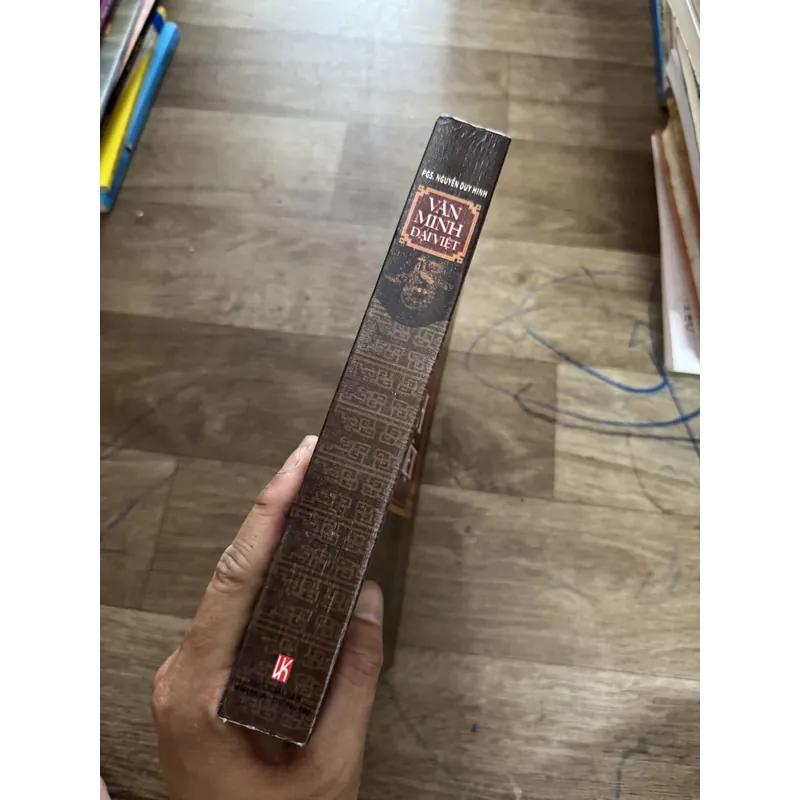 PGS. NGUYỄN DUY HINH
VĂN
MINH
ĐẠI VIỆT